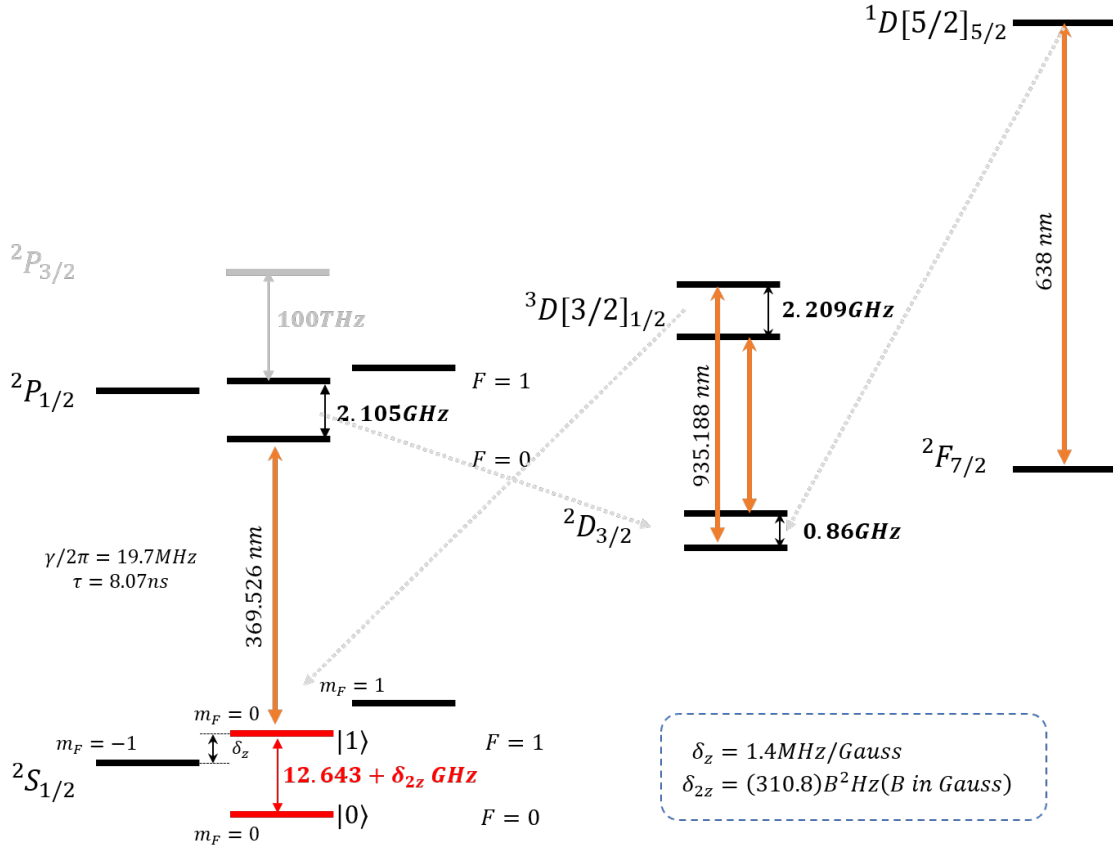 ¹D[5/2]₅/₂
638 nm
²P₃/₂
100THz
³D[3/2]₁/₂
2.209GHz
²P₁/₂
F = 1
2.105GHz
935.188 nm
F = 0
²F₇/₂
²D₃/₂
0.86GHz
γ/2π = 19.7MHz
τ = 8.07ns
369.526 nm
m_F = 1
m_F = 0
m_F = −1
δ_z
|1⟩
F = 1
²S₁/₂
12.643 + δ₂z GHz
|0⟩
F = 0
m_F = 0
δ_z = 1.4MHz/Gauss
δ₂z = (310.8)B²Hz(B in Gauss)